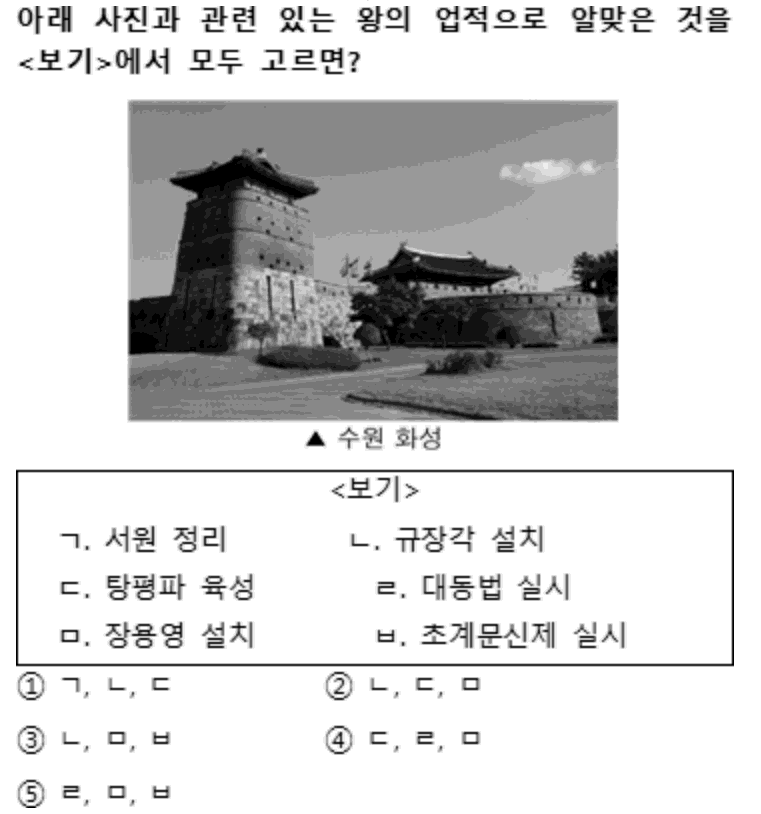 아래 사진과 관련 있는 왕의 업적으로 알맞은 것을
<보기>에서 모두 고르면?
▲ 수원 화성
<보기>
ㄱ. 서원 정리 ㄴ. 규장각 설치
ㄷ. 탕평파 육성 ㄹ. 대동법 실시
ㅁ. 장용영 설치 ㅂ. 초계문신제 실시
① ㄱ, ㄴ, ㄷ ② ㄴ, ㄷ, ㅁ
③ ㄴ, ㅁ, ㅂ ④ ㄷ, ㄹ, ㅁ
⑤ ㄹ, ㅁ, ㅂ